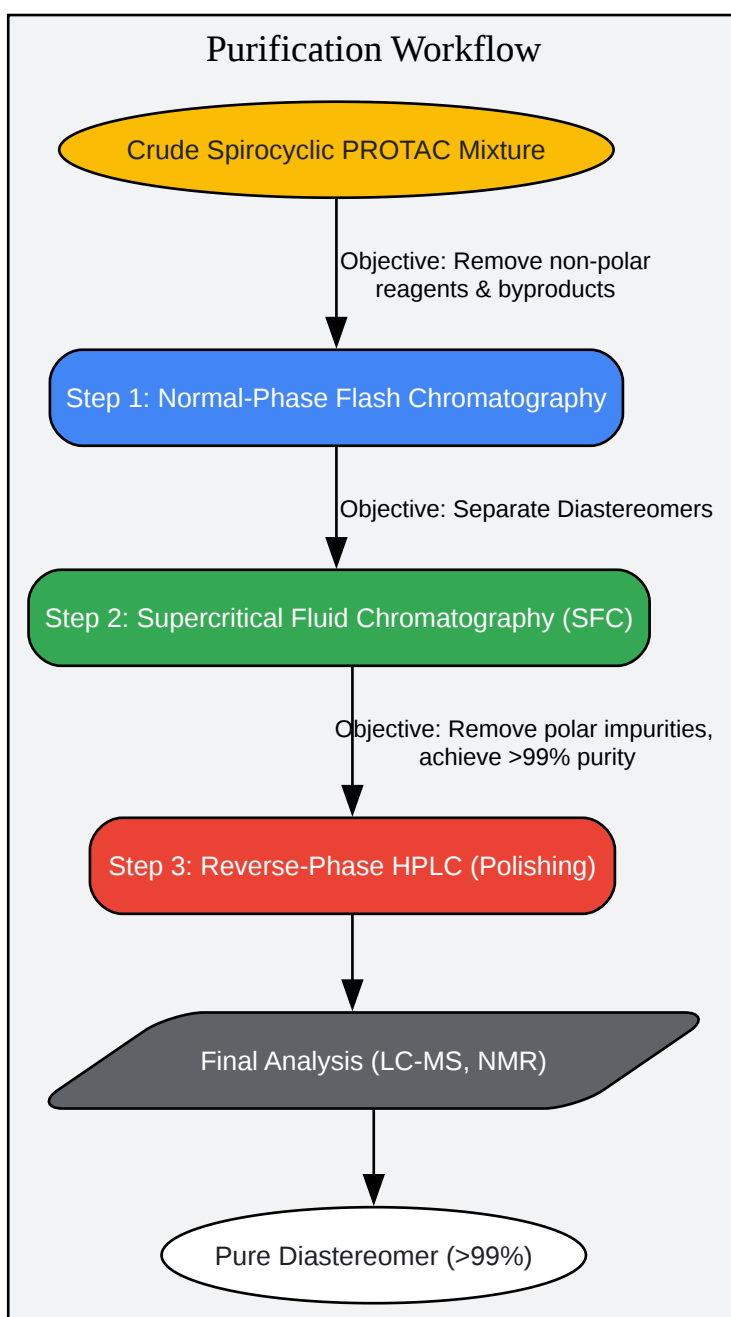 Purification Workflow
Crude Spirocyclic PROTAC Mixture
Objective: Remove non-polar
reagents & byproducts
Step 1: Normal-Phase Flash Chromatography
Objective: Separate Diastereomers
Step 2: Supercritical Fluid Chromatography (SFC)
Objective: Remove polar impurities,
achieve >99% purity
Step 3: Reverse-Phase HPLC (Polishing)
Final Analysis (LC-MS, NMR)
Pure Diastereomer (>99%)